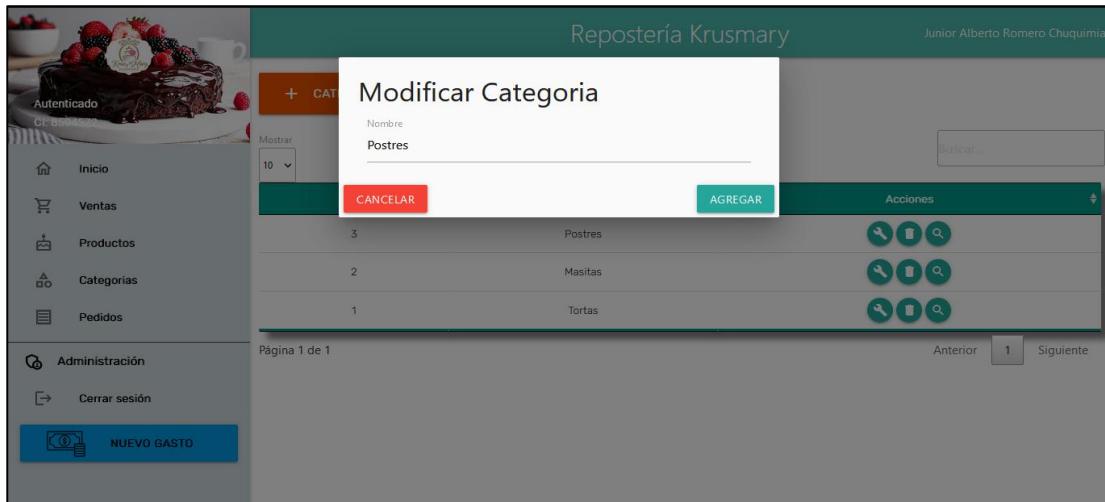 Repostería Krusmary
Junior Alberto Romero Chuquimia
Autenticado
+ CAT
Modificar Categoria
Nombre
Postres
CANCELAR
AGREGAR
Mostrar
10
Buscar...
Inicio
Ventas
Productos
Categorias
Pedidos
Administración
Cerrar sesión
NUEVO GASTO
Acciones
3 Postres
2 Masitas
1 Tortas
Página 1 de 1
Anterior 1 Siguiente